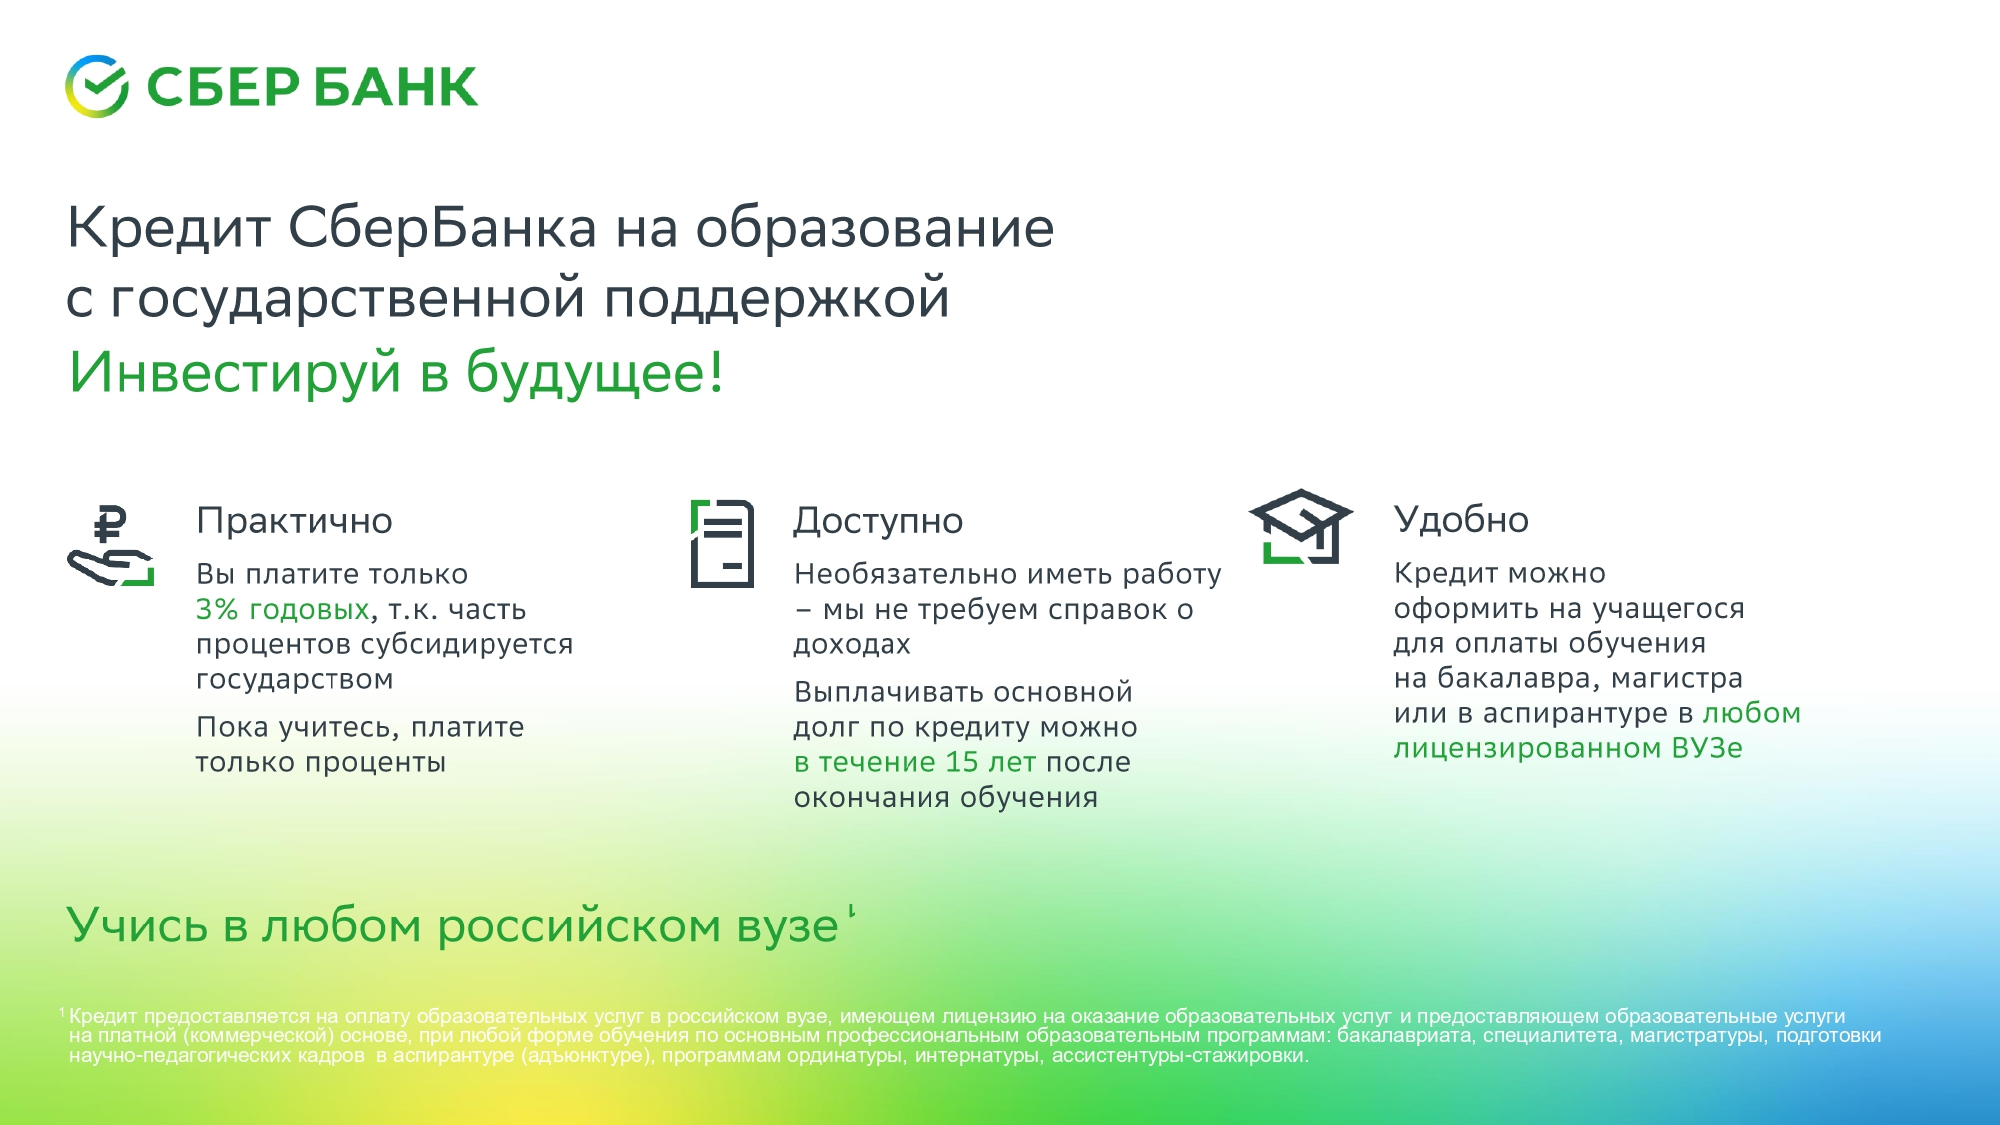 СБЕР БАНК
Кредит СберБанка на образование
с государственной поддержкой
Инвестируй в будущее!
Практично
Вы платите только
3% годовых, т.к. часть
процентов субсидируется
государством
Пока учитесь, платите
только проценты
Доступно
Необязательно иметь работу
– мы не требуем справок о
доходах
Выплачивать основной
долг по кредиту можно
в течение 15 лет после
окончания обучения
Удобно
Кредит можно
оформить на учащегося
для оплаты обучения
на бакалавра, магистра
или в аспирантуре в любом
лицензированном ВУЗе
Учись в любом российском вузе ¹
¹ Кредит предоставляется на оплату образовательных услуг в российском вузе, имеющем лицензию на оказание образовательных услуг и предоставляющем образовательные услуги
на платной (коммерческой) основе, при любой форме обучения по основным профессиональным образовательным программам: бакалавриата, специалитета, магистратуры, подготовки
научно-педагогических кадров в аспирантуре (адъюнктуре), программам ординатуры, интернатуры, ассистентуры-стажировки.